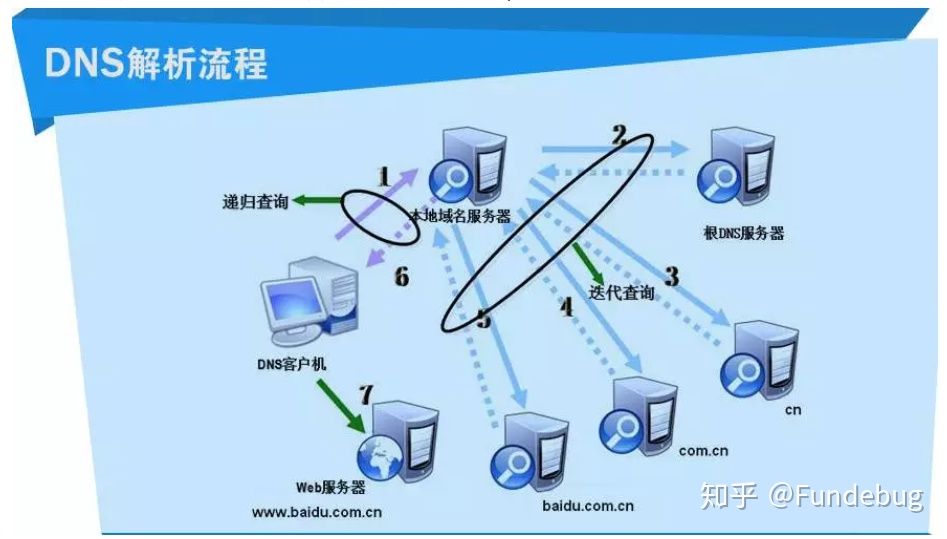 DNS解析流程
2
1
递归查询
本地域名服务器
根DNS服务器
6
3
迭代查询
4
5
DNS客户机
7
cn
com.cn
Web服务器
www.baidu.com.cn
baidu.com.cn
知乎 @Fundebug